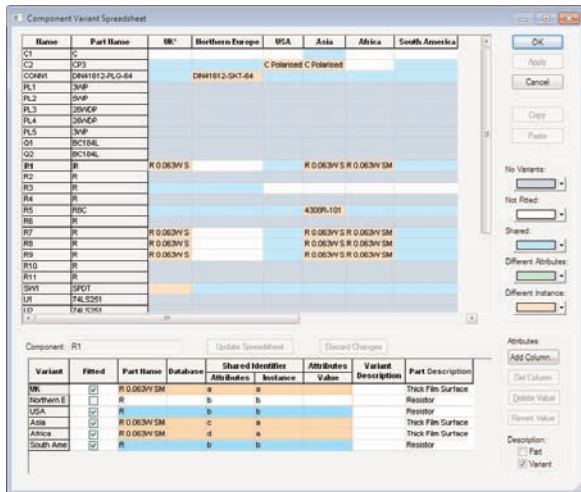 Component Variant Spreadsheet
Name Part Name UK* Northern Europe USA Asia Africa South America
C1 C
C2 CP3 C Polarised C Polarised
CONN1 DIN41612-PLG-64 DIN41612-SKT-64
PL1 3WP
PL2 5WP
PL3 26WDP
PL4 26WDP
PL5 3WP
Q1 BC184L
Q2 BC184L
R1 R R 0.063W S R 0.063W S R 0.063W SM
R2 R
R3 R
R4 R
R5 R8C 4308R-101
R6 R
R7 R R 0.063W S R 0.063W S R 0.063W SM
R8 R R 0.063W S R 0.063W S R 0.063W SM
R9 R R 0.063W S R 0.063W S R 0.063W SM
R10 R
R11 R
SW1 SPDT
U1 74LS251
U2 74LS251
OK
Apply
Cancel
Copy
Paste
No Variants:
Not Fitted:
Shared:
Different Attributes:
Different Instance:
Component: R1 Update Spreadsheet Discard Changes
Variant Fitted Part Name Database Shared Identifier Attributes Variant Description Part Description
Attributes Instance Value
UK R 0.063W SM a a Thick Film Surface
Northern E R b b Resistor
USA R b b Resistor
Asia R 0.063W SM c a Thick Film Surface
Africa R 0.063W SM d a Thick Film Surface
South Ame R b b Resistor
Attributes:
Add Column...
Del Column
Delete Value
Revert Value
Description:
Part
Variant